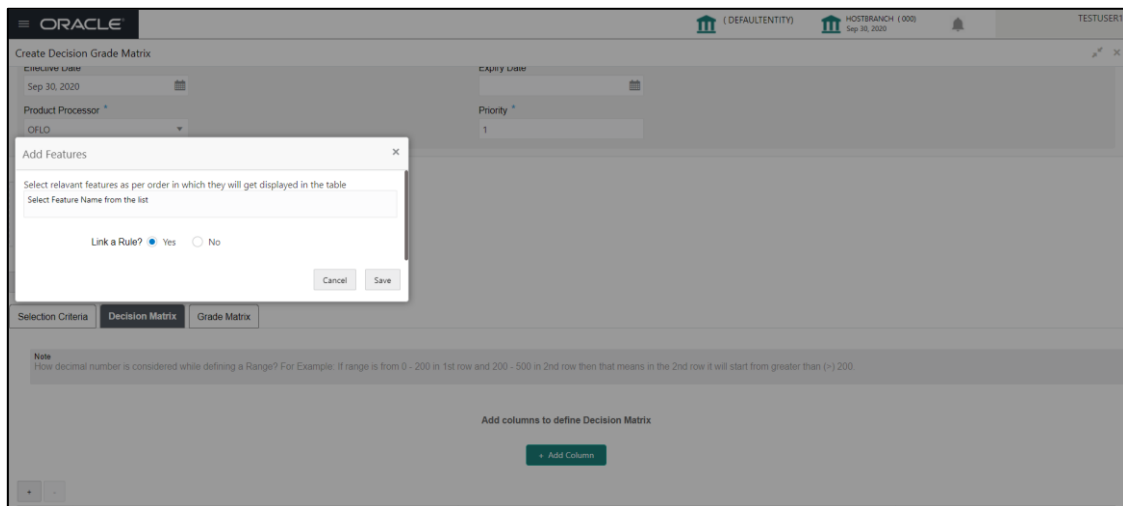 ORACLE
( DEFAULTENTITY)
HOSTBRANCH ( 000)
Sep 30, 2020
TESTUSER1
Create Decision Grade Matrix
Effective Date
Expiry Date
Sep 30, 2020
Product Processor *
Priority *
OFLO
1
Add Features
Select relavant features as per order in which they will get displayed in the table
Select Feature Name from the list
Link a Rule? Yes No
Cancel Save
Selection Criteria Decision Matrix Grade Matrix
Note
How decimal number is considered while defining a Range? For Example. If range is from 0 - 200 in 1st row and 200 - 500 in 2nd row then that means in the 2nd row it will start from greater than (>) 200.
Add columns to define Decision Matrix
+ Add Column
+ -